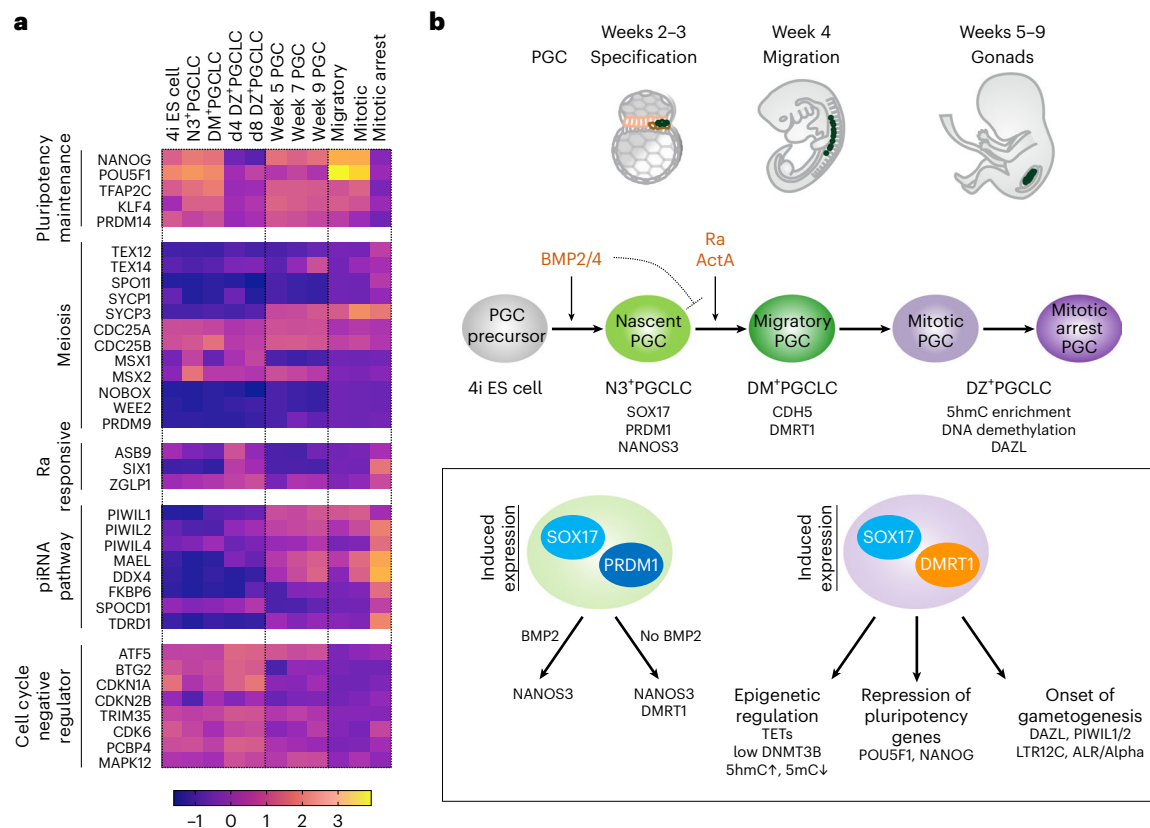 a
4i ES cell
N3⁺PGCLC
DM⁺PGCLC
d4 DZ⁺PGCLC
d8 DZ⁺PGCLC
Week 5 PGC
Week 7 PGC
Week 9 PGC
Migratory
Mitotic
Mitotic arrest
Pluripotency
maintenance
NANOG
POU5F1
TFAP2C
KLF4
PRDM14
Meiosis
TEX12
TEX14
SPO11
SYCP1
SYCP3
CDC25A
CDC25B
MSX1
MSX2
NOBOX
WEE2
PRDM9
Ra
responsive
ASB9
SIX1
ZGLP1
piRNA
pathway
PIWIL1
PIWIL2
PIWIL4
MAEL
DDX4
FKBP6
SPOCD1
TDRD1
Cell cycle
negative
regulator
ATF5
BTG2
CDKN1A
CDKN2B
TRIM35
CDK6
PCBP4
MAPK12
–1 0 1 2 3
b
Weeks 2–3 Week 4 Weeks 5–9
PGC Specification Migration Gonads
BMP2/4
Ra
ActA
PGC
precursor
Nascent
PGC
Migratory
PGC
Mitotic
PGC
Mitotic
arrest
PGC
4i ES cell
N3⁺PGCLC
SOX17
PRDM1
NANOS3
DM⁺PGCLC
CDH5
DMRT1
DZ⁺PGCLC
5hmC enrichment
DNA demethylation
DAZL
Induced
expression
SOX17
PRDM1
BMP2
No BMP2
NANOS3
NANOS3
DMRT1
Induced
expression
SOX17
DMRT1
Epigenetic
regulation
TETs
low DNMT3B
5hmC↑, 5mC↓
Repression of
pluripotency
genes
POU5F1, NANOG
Onset of
gametogenesis
DAZL, PIWIL1/2
LTR12C, ALR/Alpha